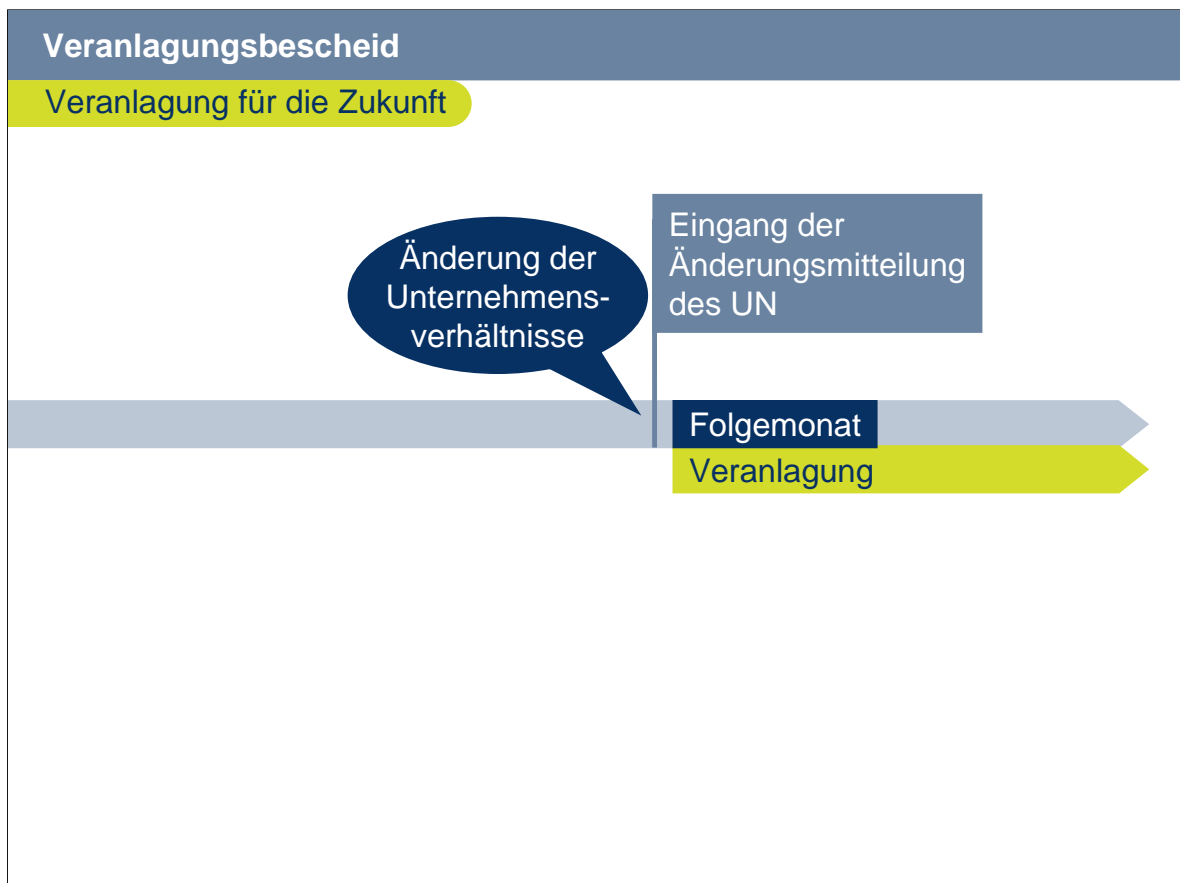 Veranlagungsbescheid
Veranlagung für die Zukunft
Änderung der
Unternehmens-
verhältnisse
Eingang der
Änderungsmitteilung
des UN
Folgemonat
Veranlagung